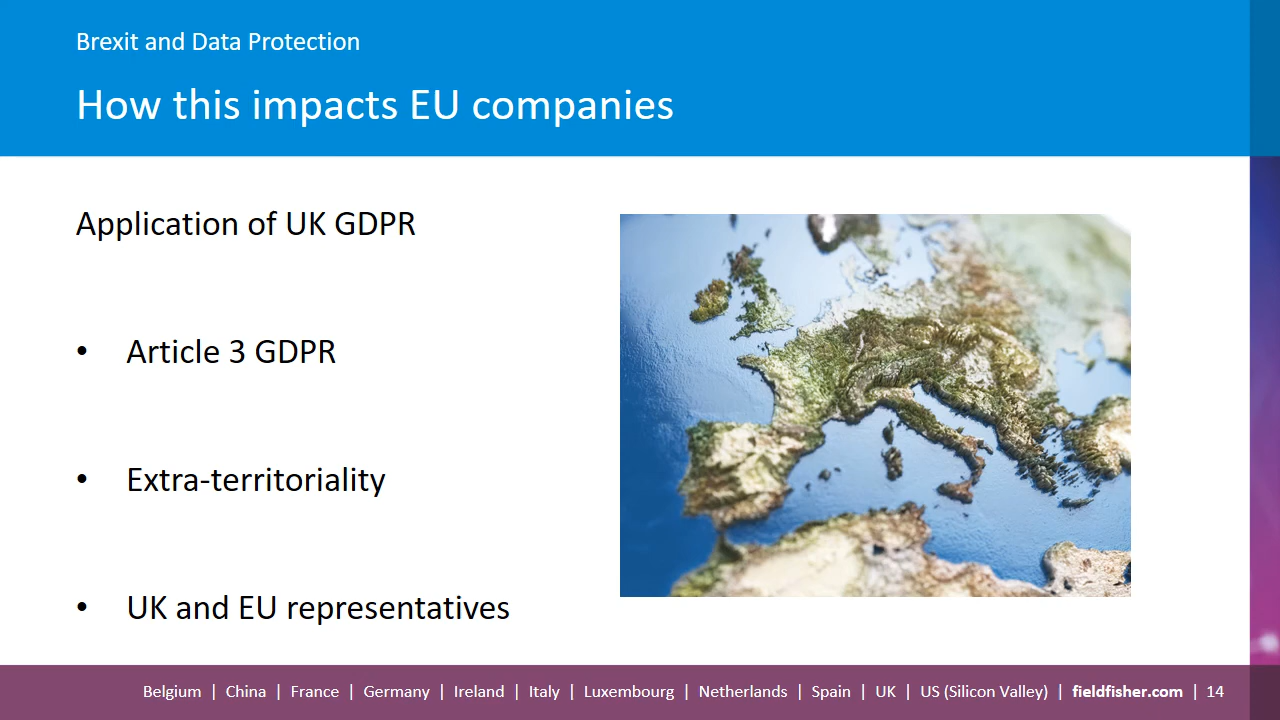 Brexit and Data Protection
How this impacts EU companies
Application of UK GDPR
• Article 3 GDPR
• Extra-territoriality
• UK and EU representatives
Belgium | China | France | Germany | Ireland | Italy | Luxembourg | Netherlands | Spain | UK | US (Silicon Valley) | fieldfisher.com | 14